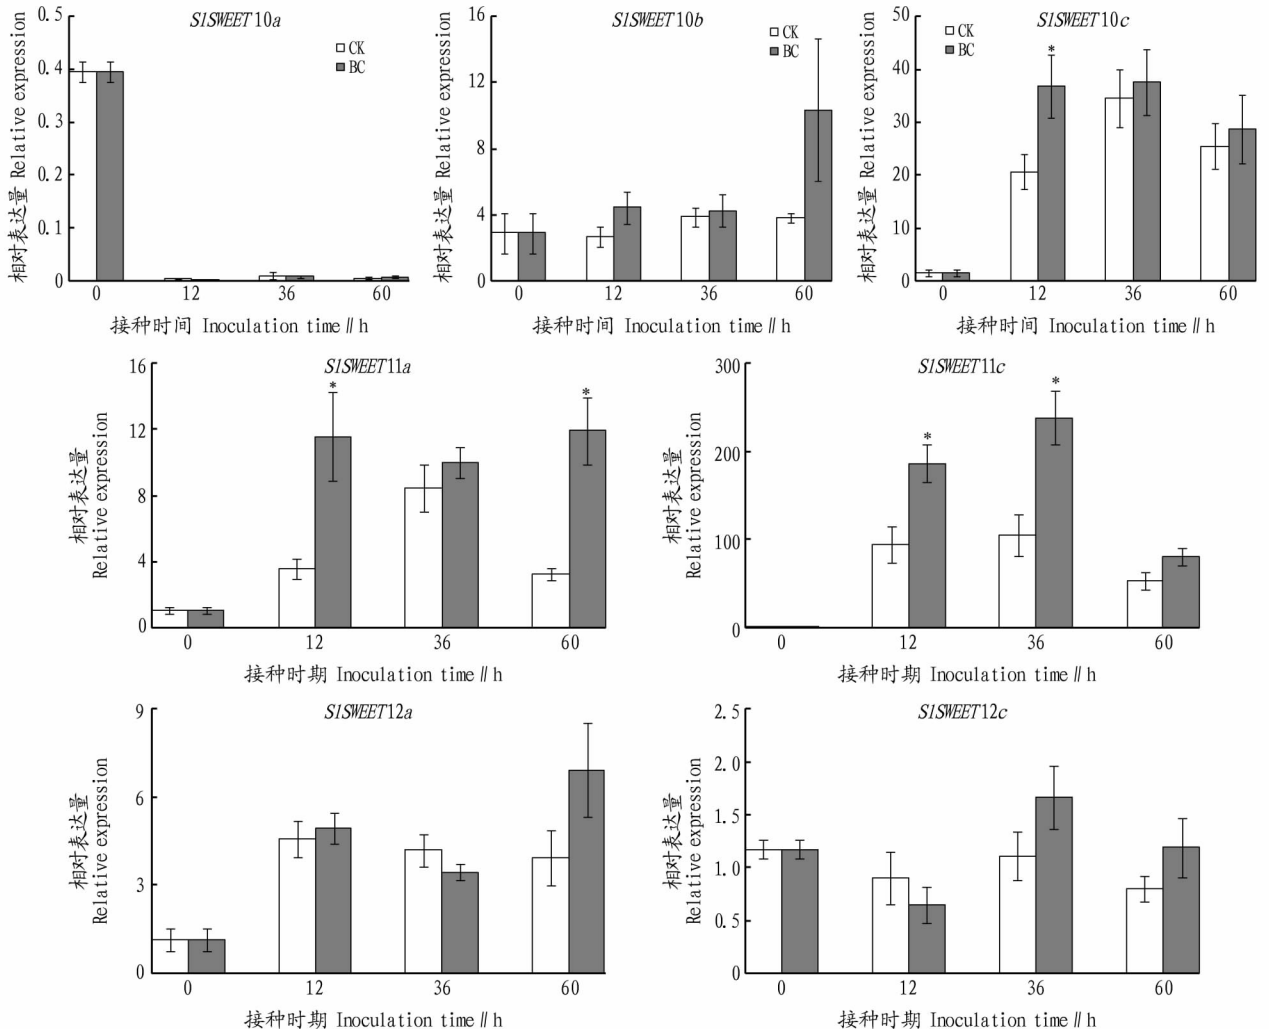 SlSWEET10a
CK
BC
0.5
0.4
0.3
0.2
0.1
0
相对表达量 Relative expression
0 12 36 60
接种时间 Inoculation time∥h
SlSWEET10b
CK
BC
16
12
8
4
0
相对表达量 Relative expression
0 12 36 60
接种时间 Inoculation time∥h
SlSWEET10c
CK
BC
*
50
40
30
20
10
0
相对表达量 Relative expression
0 12 36 60
接种时间 Inoculation time∥h
SlSWEET11a
* *
16
12
8
4
0
相对表达量
Relative expression
0 12 36 60
接种时期 Inoculation time∥h
SlSWEET11c
* *
300
200
100
0
相对表达量
Relative expression
0 12 36 60
接种时期 Inoculation time∥h
SlSWEET12a
9
6
3
0
相对表达量
Relative expression
0 12 36 60
接种时期 Inoculation time∥h
SlSWEET12c
2.5
2.0
1.5
1.0
0.5
0
相对表达量
Relative expression
0 12 36 60
接种时期 Inoculation time∥h